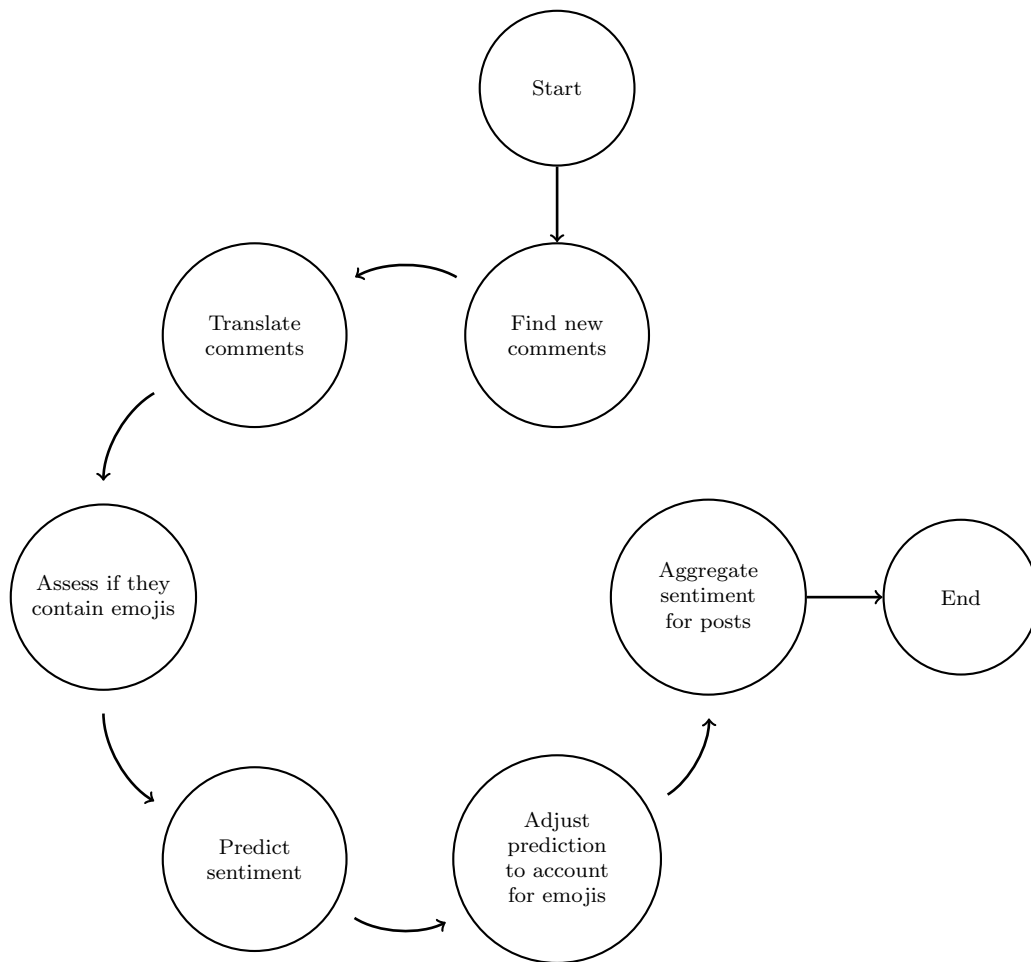 Start
Find new
comments
Translate
comments
Assess if they
contain emojis
Predict
sentiment
Adjust
prediction
to account
for emojis
Aggregate
sentiment
for posts
End